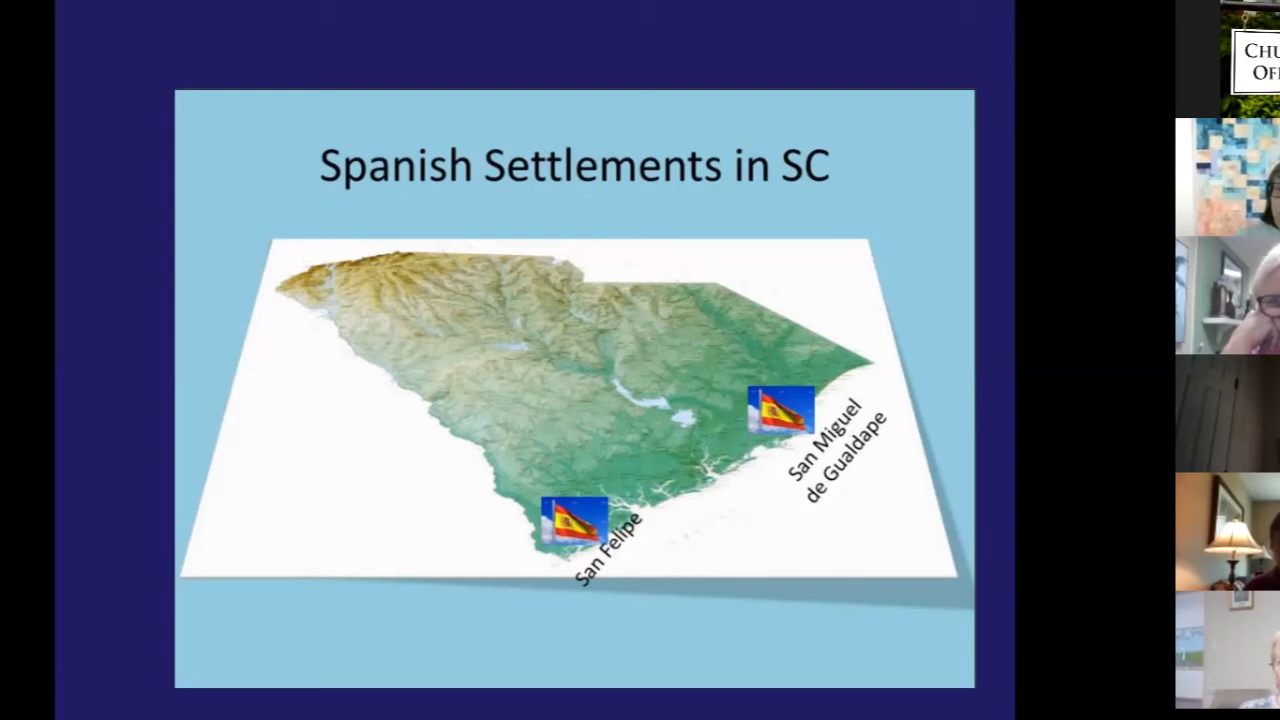 Spanish Settlements in SC
San Miguel
de Gualdape
San Felipe